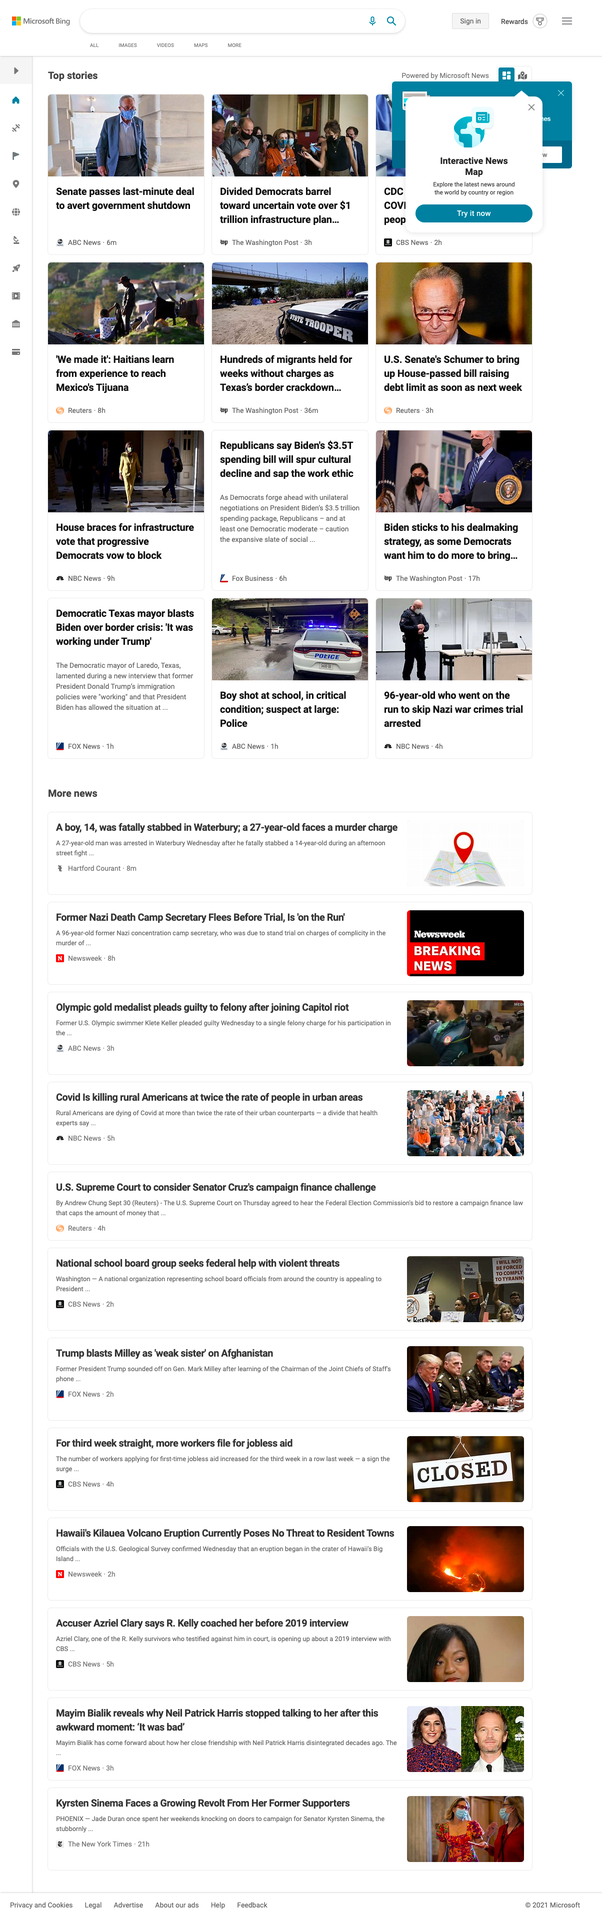 Microsoft Bing
Sign in
Rewards
ALL
IMAGES
VIDEOS
MAPS
MORE
Top stories
Powered by Microsoft News
Interactive News
Map
Explore the latest news around
the world by country or region
Try it now
Senate passes last-minute deal
to avert government shutdown
ABC News · 6m
Divided Democrats barrel
toward uncertain vote over $1
trillion infrastructure plan...
The Washington Post · 3h
CDC
CBS News · 2h
'We made it': Haitians learn
from experience to reach
Mexico's Tijuana
Reuters · 8h
STATE TROOPER
Hundreds of migrants held for
weeks without charges as
Texas's border crackdown...
The Washington Post · 36m
U.S. Senate's Schumer to bring
up House-passed bill raising
debt limit as soon as next week
Reuters · 3h
House braces for infrastructure
vote that progressive
Democrats vow to block
NBC News · 9h
Republicans say Biden's $3.5T
spending bill will spur cultural
decline and sap the work ethic
As Democrats forge ahead with unilateral
negotiations on President Biden's $3.5 trillion
spending package, Republicans – and at
least one Democratic moderate – caution
the expansive slate of social ...
Fox Business · 6h
Biden sticks to his dealmaking
strategy, as some Democrats
want him to do more to bring...
The Washington Post · 17h
Democratic Texas mayor blasts
Biden over border crisis: 'It was
working under Trump'
The Democratic mayor of Laredo, Texas,
lamented during a new interview that former
President Donald Trump's immigration
policies were "working" and that President
Biden has allowed the situation at ...
FOX News · 1h
POLICE
Boy shot at school, in critical
condition; suspect at large:
Police
ABC News · 1h
96-year-old who went on the
run to skip Nazi war crimes trial
arrested
NBC News · 4h
More news
A boy, 14, was fatally stabbed in Waterbury; a 27-year-old faces a murder charge
A 27-year-old man was arrested in Waterbury Wednesday after he fatally stabbed a 14-year-old during an afternoon
street fight ...
Hartford Courant · 8m
Former Nazi Death Camp Secretary Flees Before Trial, Is 'on the Run'
A 96-year-old former Nazi concentration camp secretary, who was due to stand trial on charges of complicity in the
murder of ...
Newsweek · 8h
Newsweek
BREAKING
NEWS
Olympic gold medalist pleads guilty to felony after joining Capitol riot
Former U.S. Olympic swimmer Klete Keller pleaded guilty Wednesday to a single felony charge for his participation in
the ...
ABC News · 3h
Covid Is killing rural Americans at twice the rate of people in urban areas
Rural Americans are dying of Covid at more than twice the rate of their urban counterparts — a divide that health
experts say ...
NBC News · 5h
U.S. Supreme Court to consider Senator Cruz's campaign finance challenge
By Andrew Chung Sept 30 (Reuters) - The U.S. Supreme Court on Thursday agreed to hear the Federal Election Commission's bid to restore a campaign finance law
that caps the amount of money that ...
Reuters · 4h
National school board group seeks federal help with violent threats
Washington — A national organization representing school board officials from around the country is appealing to
President ...
CBS News · 2h
I WILL NOT
BE FORCED
TO COMPLY
TO TYRANNY
Trump blasts Milley as 'weak sister' on Afghanistan
Former President Trump sounded off on Gen. Mark Milley after learning of the Chairman of the Joint Chiefs of Staff's
phone ...
FOX News · 2h
For third week straight, more workers file for jobless aid
The number of workers applying for first-time jobless aid increased for the third week in a row last week — a sign the
surge ...
CBS News · 4h
CLOSED
Hawaii's Kilauea Volcano Eruption Currently Poses No Threat to Resident Towns
Officials with the U.S. Geological Survey confirmed Wednesday that an eruption began in the crater of Hawaii's Big
Island ...
Newsweek · 2h
Accuser Azriel Clary says R. Kelly coached her before 2019 interview
Azriel Clary, one of the R. Kelly survivors who testified against him in court, is opening up about a 2019 interview with
CBS ...
CBS News · 5h
Mayim Bialik reveals why Neil Patrick Harris stopped talking to her after this
awkward moment: 'It was bad'
Mayim Bialik has come forward about how her close friendship with Neil Patrick Harris disintegrated decades ago. The
...
FOX News · 3h
Kyrsten Sinema Faces a Growing Revolt From Her Former Supporters
PHOENIX — Jade Duran once spent her weekends knocking on doors to campaign for Senator Kyrsten Sinema, the
stubbornly ...
The New York Times · 21h
Privacy and Cookies
Legal
Advertise
About our ads
Help
Feedback
© 2021 Microsoft